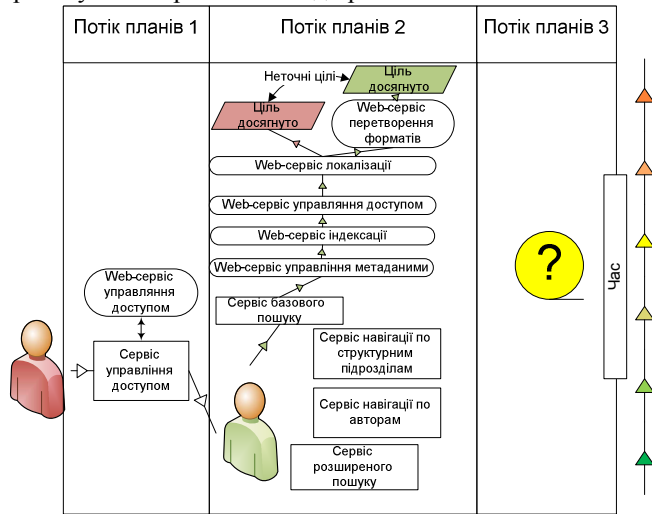 Потік планів 1
Потік планів 2
Потік планів 3
Неточні цілі
Ціль
досягнуто
Ціль
досягнуто
Web-сервіс
перетворення
форматів
Web-сервіс локалізації
Web-сервіс управляння доступом
Web-сервіс індексації
Web-сервіс управління метаданими
Сервіс базового
пошуку
Web-сервіс
управляння
доступом
Сервіс
управління
доступом
Сервіс навігації по
структурним
підрозділам
Сервіс навігації по
авторам
Сервіс
розширеного
пошуку
?
Час